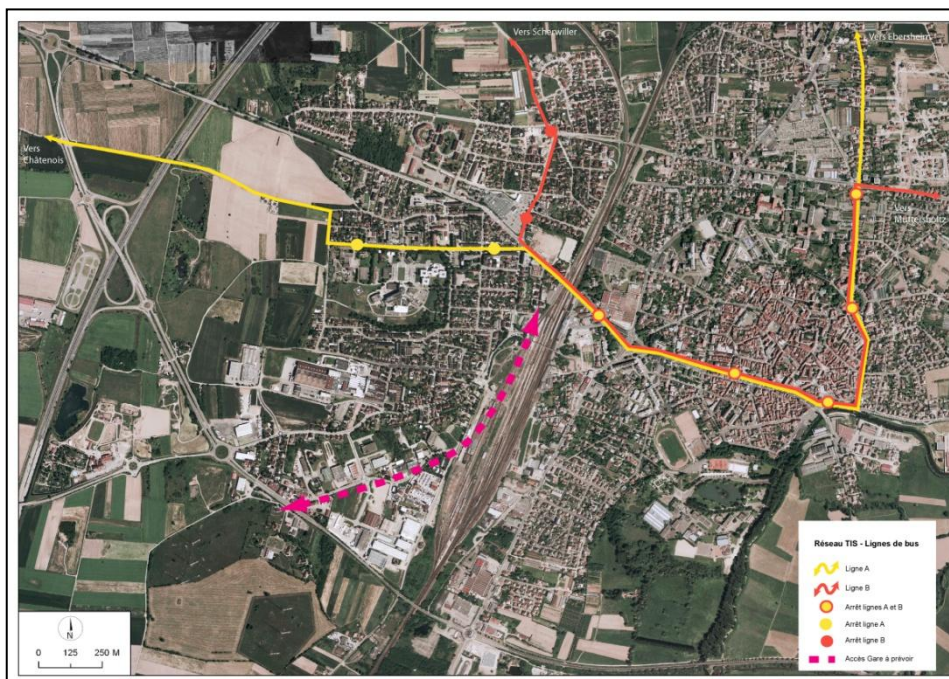 Vers Scherwiller
Vers Ebersheim
Vers
Châtenois
Vers
Muttersholtz
Réseau TIS - Lignes de bus
Ligne A
Ligne B
Arrêt lignes A et B
Arrêt ligne A
Arrêt ligne B
Accès Gare à prévoir
N
0 125 250 M